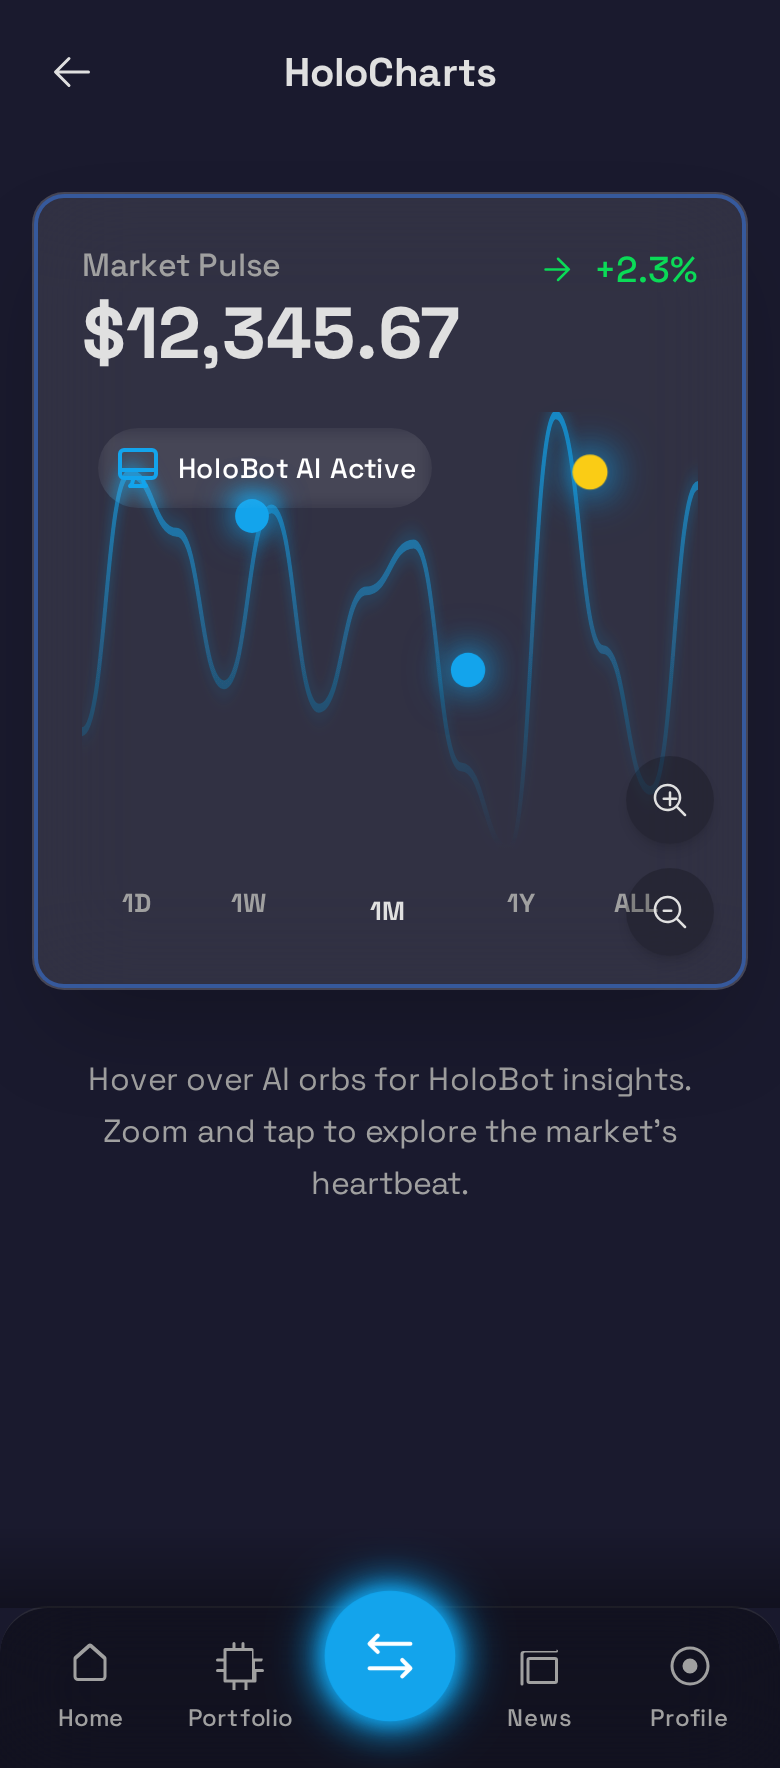 HoloCharts
Market Pulse
+2.3%
$12,345.67
HoloBot AI Active
1D
1W
1M
1Y
ALL
Hover over AI orbs for HoloBot insights.
Zoom and tap to explore the market's
heartbeat.
Home
Portfolio
News
Profile